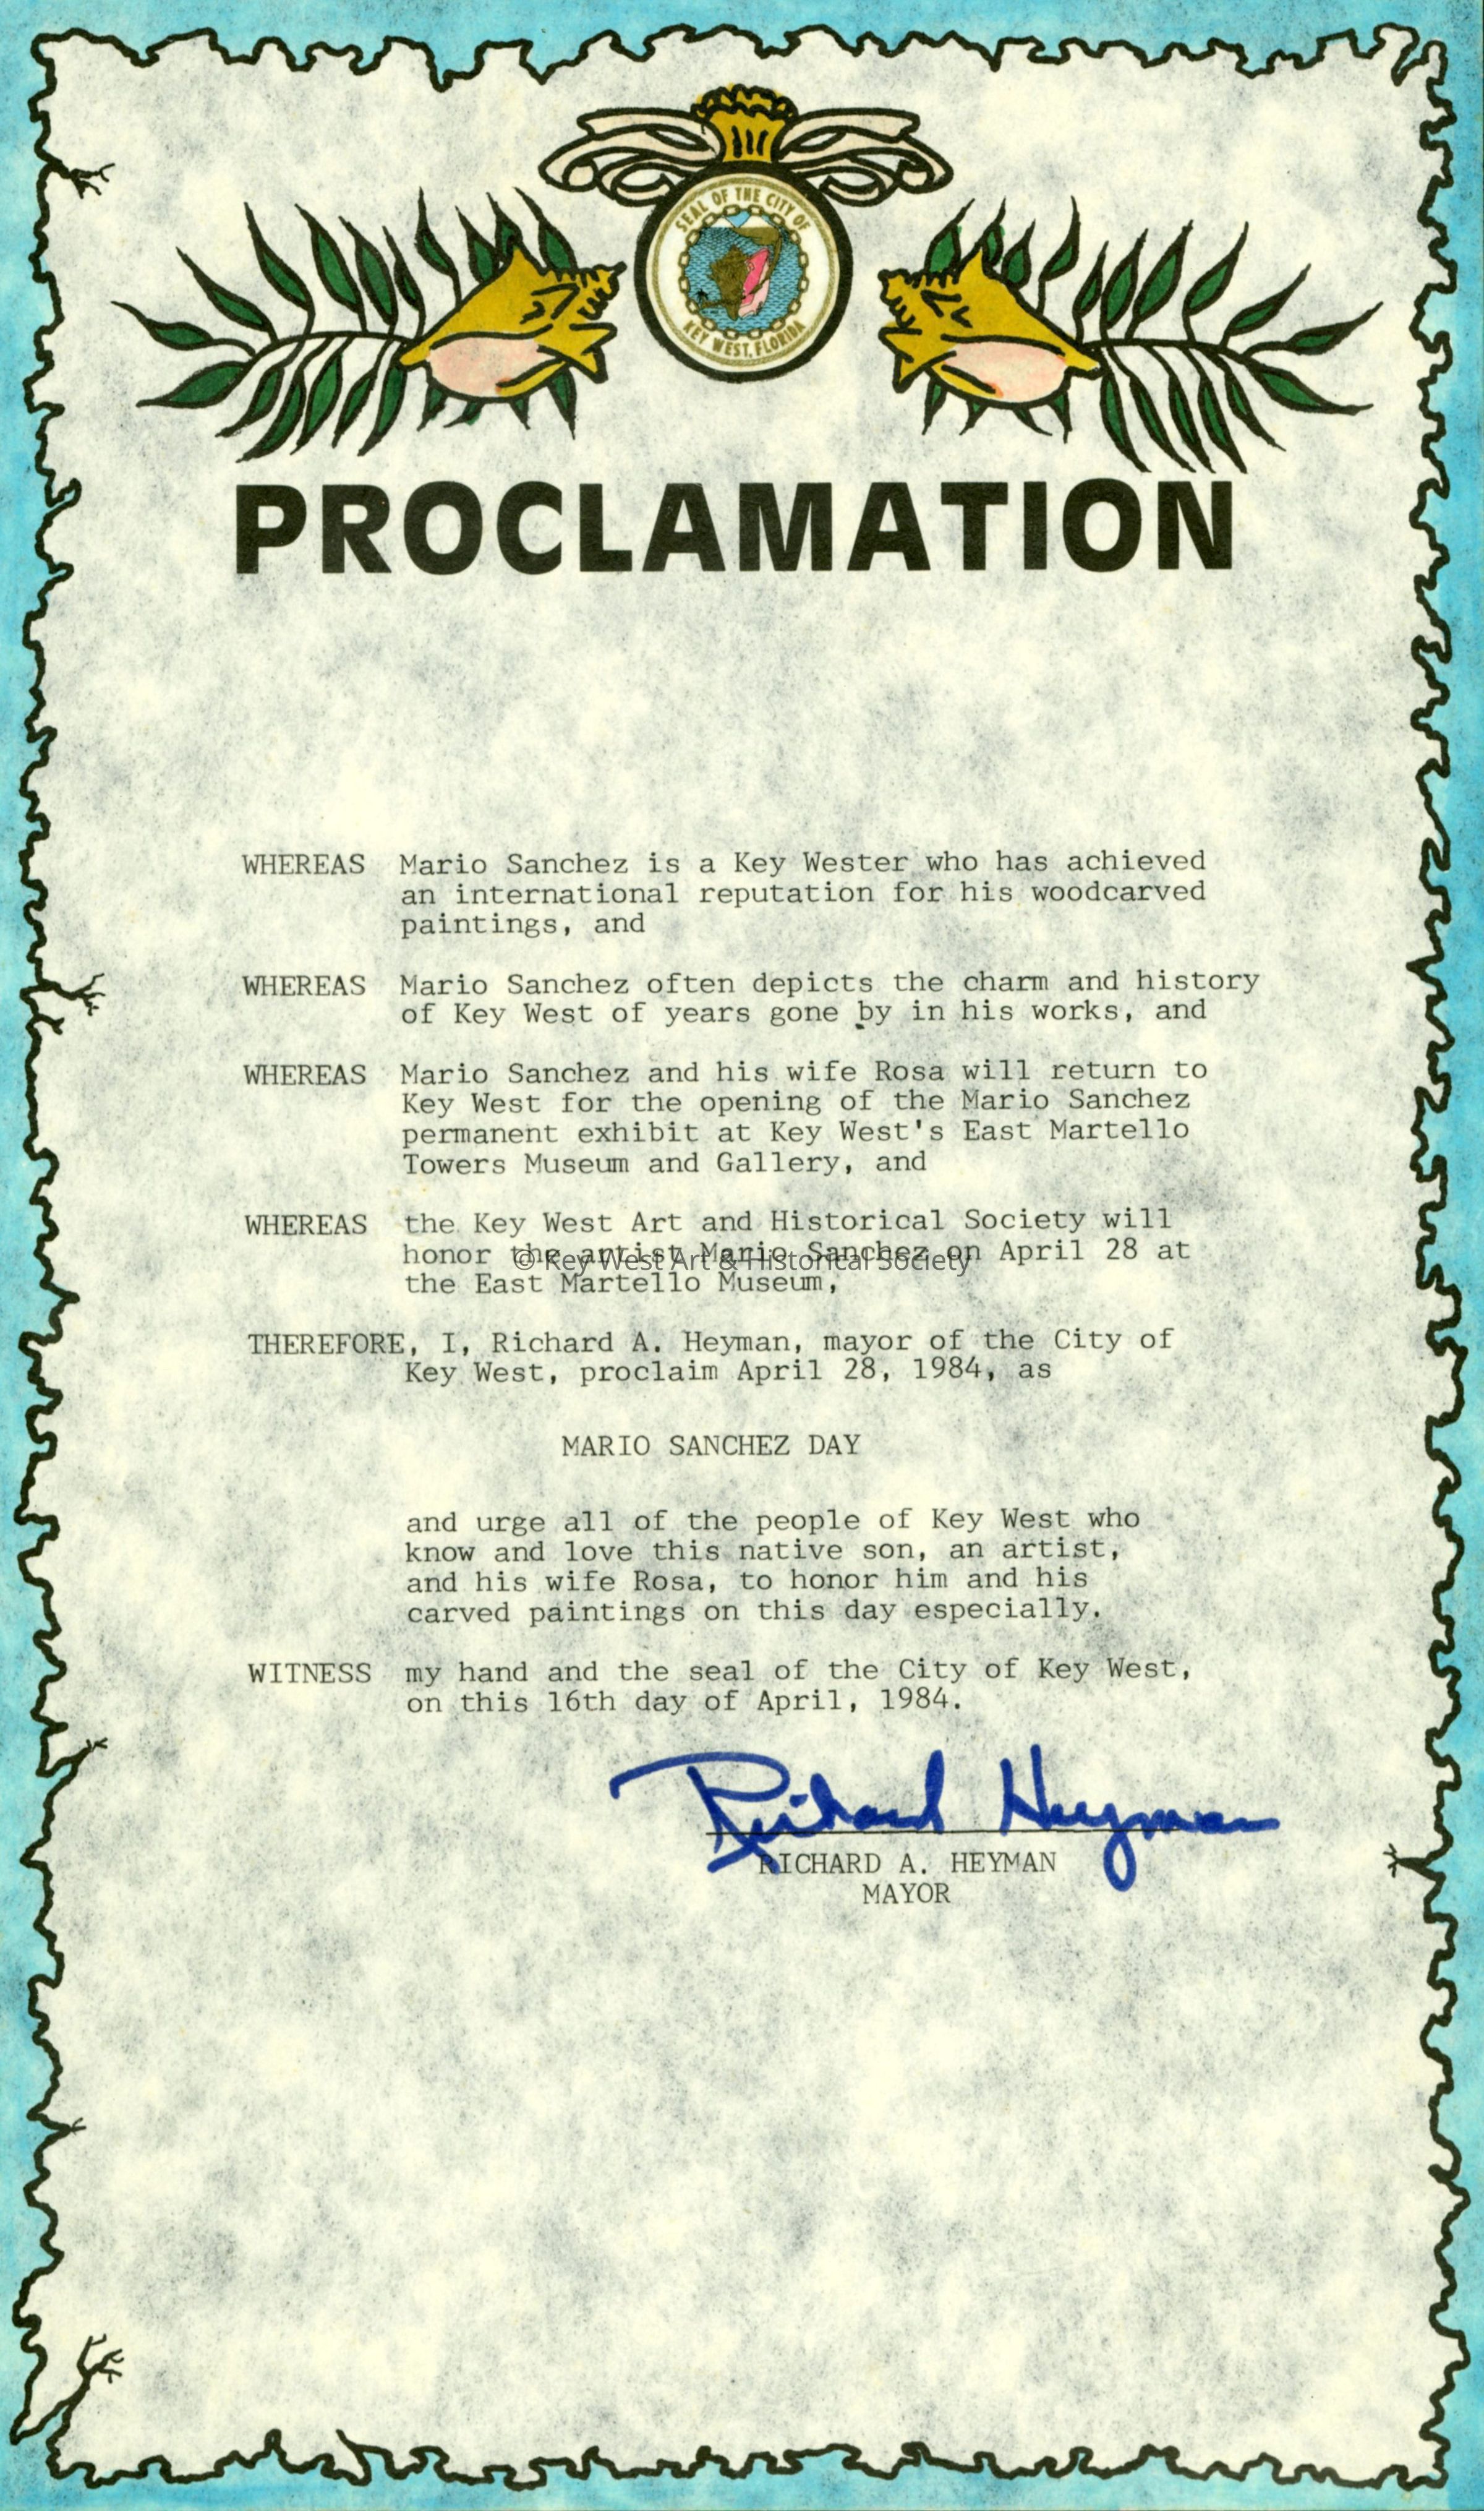 SEAL OF THE CITY OF
KEY WEST, FLORIDA
PROCLAMATION
WHEREAS Mario Sanchez is a Key Wester who has achieved
an international reputation for his woodcarved
paintings, and
WHEREAS Mario Sanchez often depicts the charm and history
of Key West of years gone by in his works, and
WHEREAS Mario Sanchez and his wife Rosa will return to
Key West for the opening of the Mario Sanchez
permanent exhibit at Key West's East Martello
Towers Museum and Gallery, and
WHEREAS the Key West Art and Historical Society will
honor the artist Mario Sanchez on April 28 at
© Key West Art & Historical Society
the East Martello Museum,
THEREFORE, I, Richard A. Heyman, mayor of the City of
Key West, proclaim April 28, 1984, as
MARIO SANCHEZ DAY
and urge all of the people of Key West who
know and love this native son, an artist,
and his wife Rosa, to honor him and his
carved paintings on this day especially.
WITNESS my hand and the seal of the City of Key West,
on this 16th day of April, 1984.
Richard Heyman
RICHARD A. HEYMAN
MAYOR